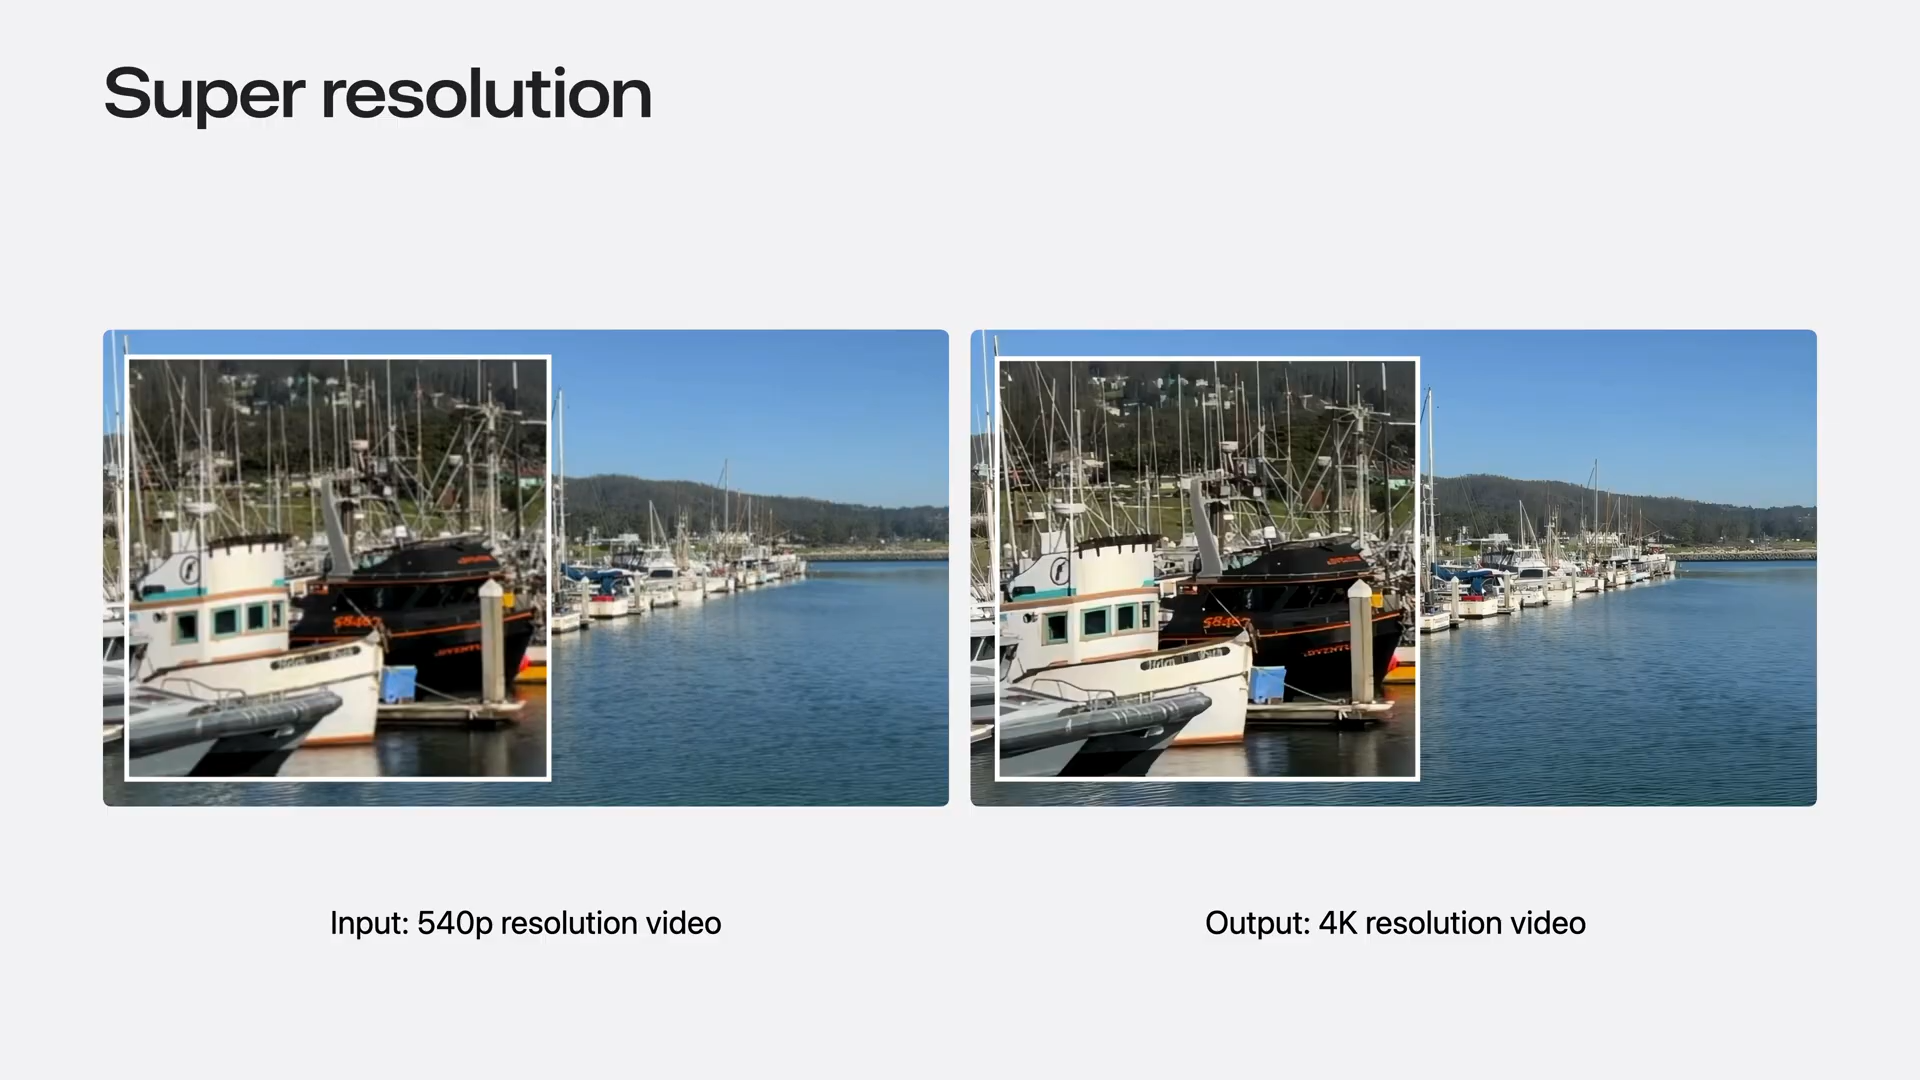 Super resolution
Input: 540p resolution video
Output: 4K resolution video